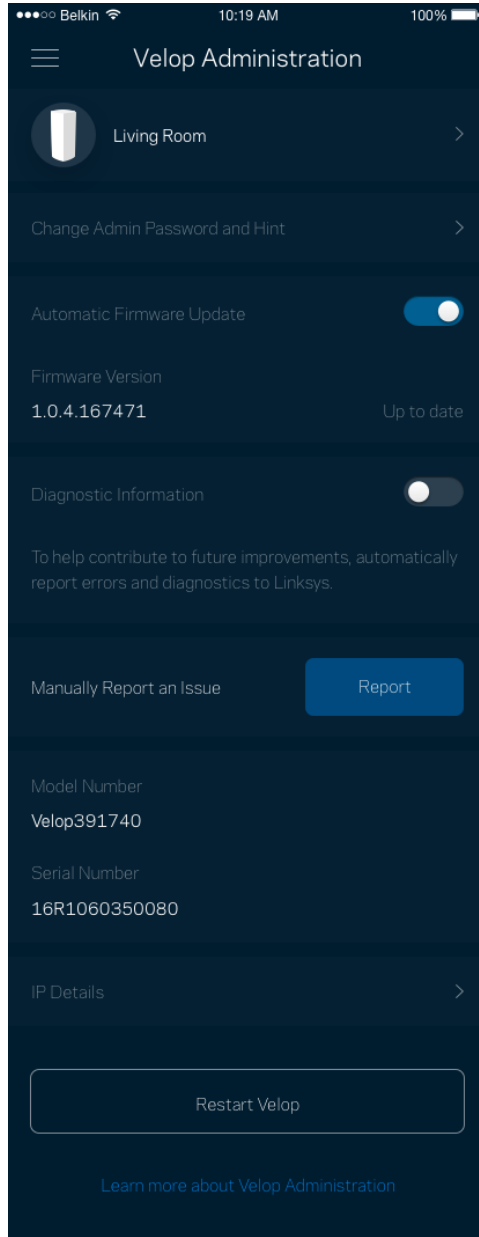 Belkin 10:19 AM 100%
Velop Administration
Living Room
Change Admin Password and Hint
Automatic Firmware Update
Firmware Version
1.0.4.167471 Up to date
Diagnostic Information
To help contribute to future improvements, automatically
report errors and diagnostics to Linksys.
Manually Report an Issue Report
Model Number
Velop391740
Serial Number
16R1060350080
IP Details
Restart Velop
Learn more about Velop Administration